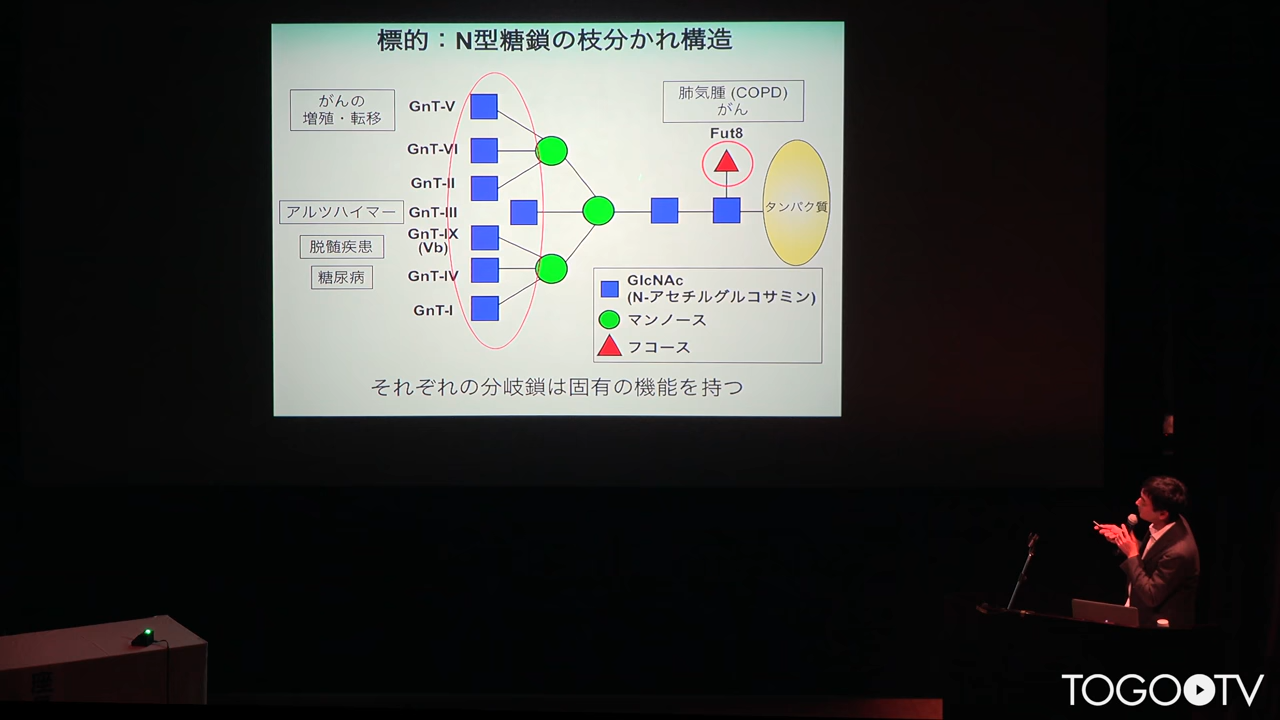 標的：N型糖鎖の枝分かれ構造
がんの
増殖・転移
GnT-V
GnT-VI
GnT-II
アルツハイマー
GnT-III
脱髄疾患
GnT-IX
(Vb)
糖尿病
GnT-IV
GnT-I
肺気腫 (COPD)
がん
Fut8
タンパク質
GlcNAc
(N-アセチルグルコサミン)
マンノース
フコース
それぞれの分岐鎖は固有の機能を持つ
TOGOTV